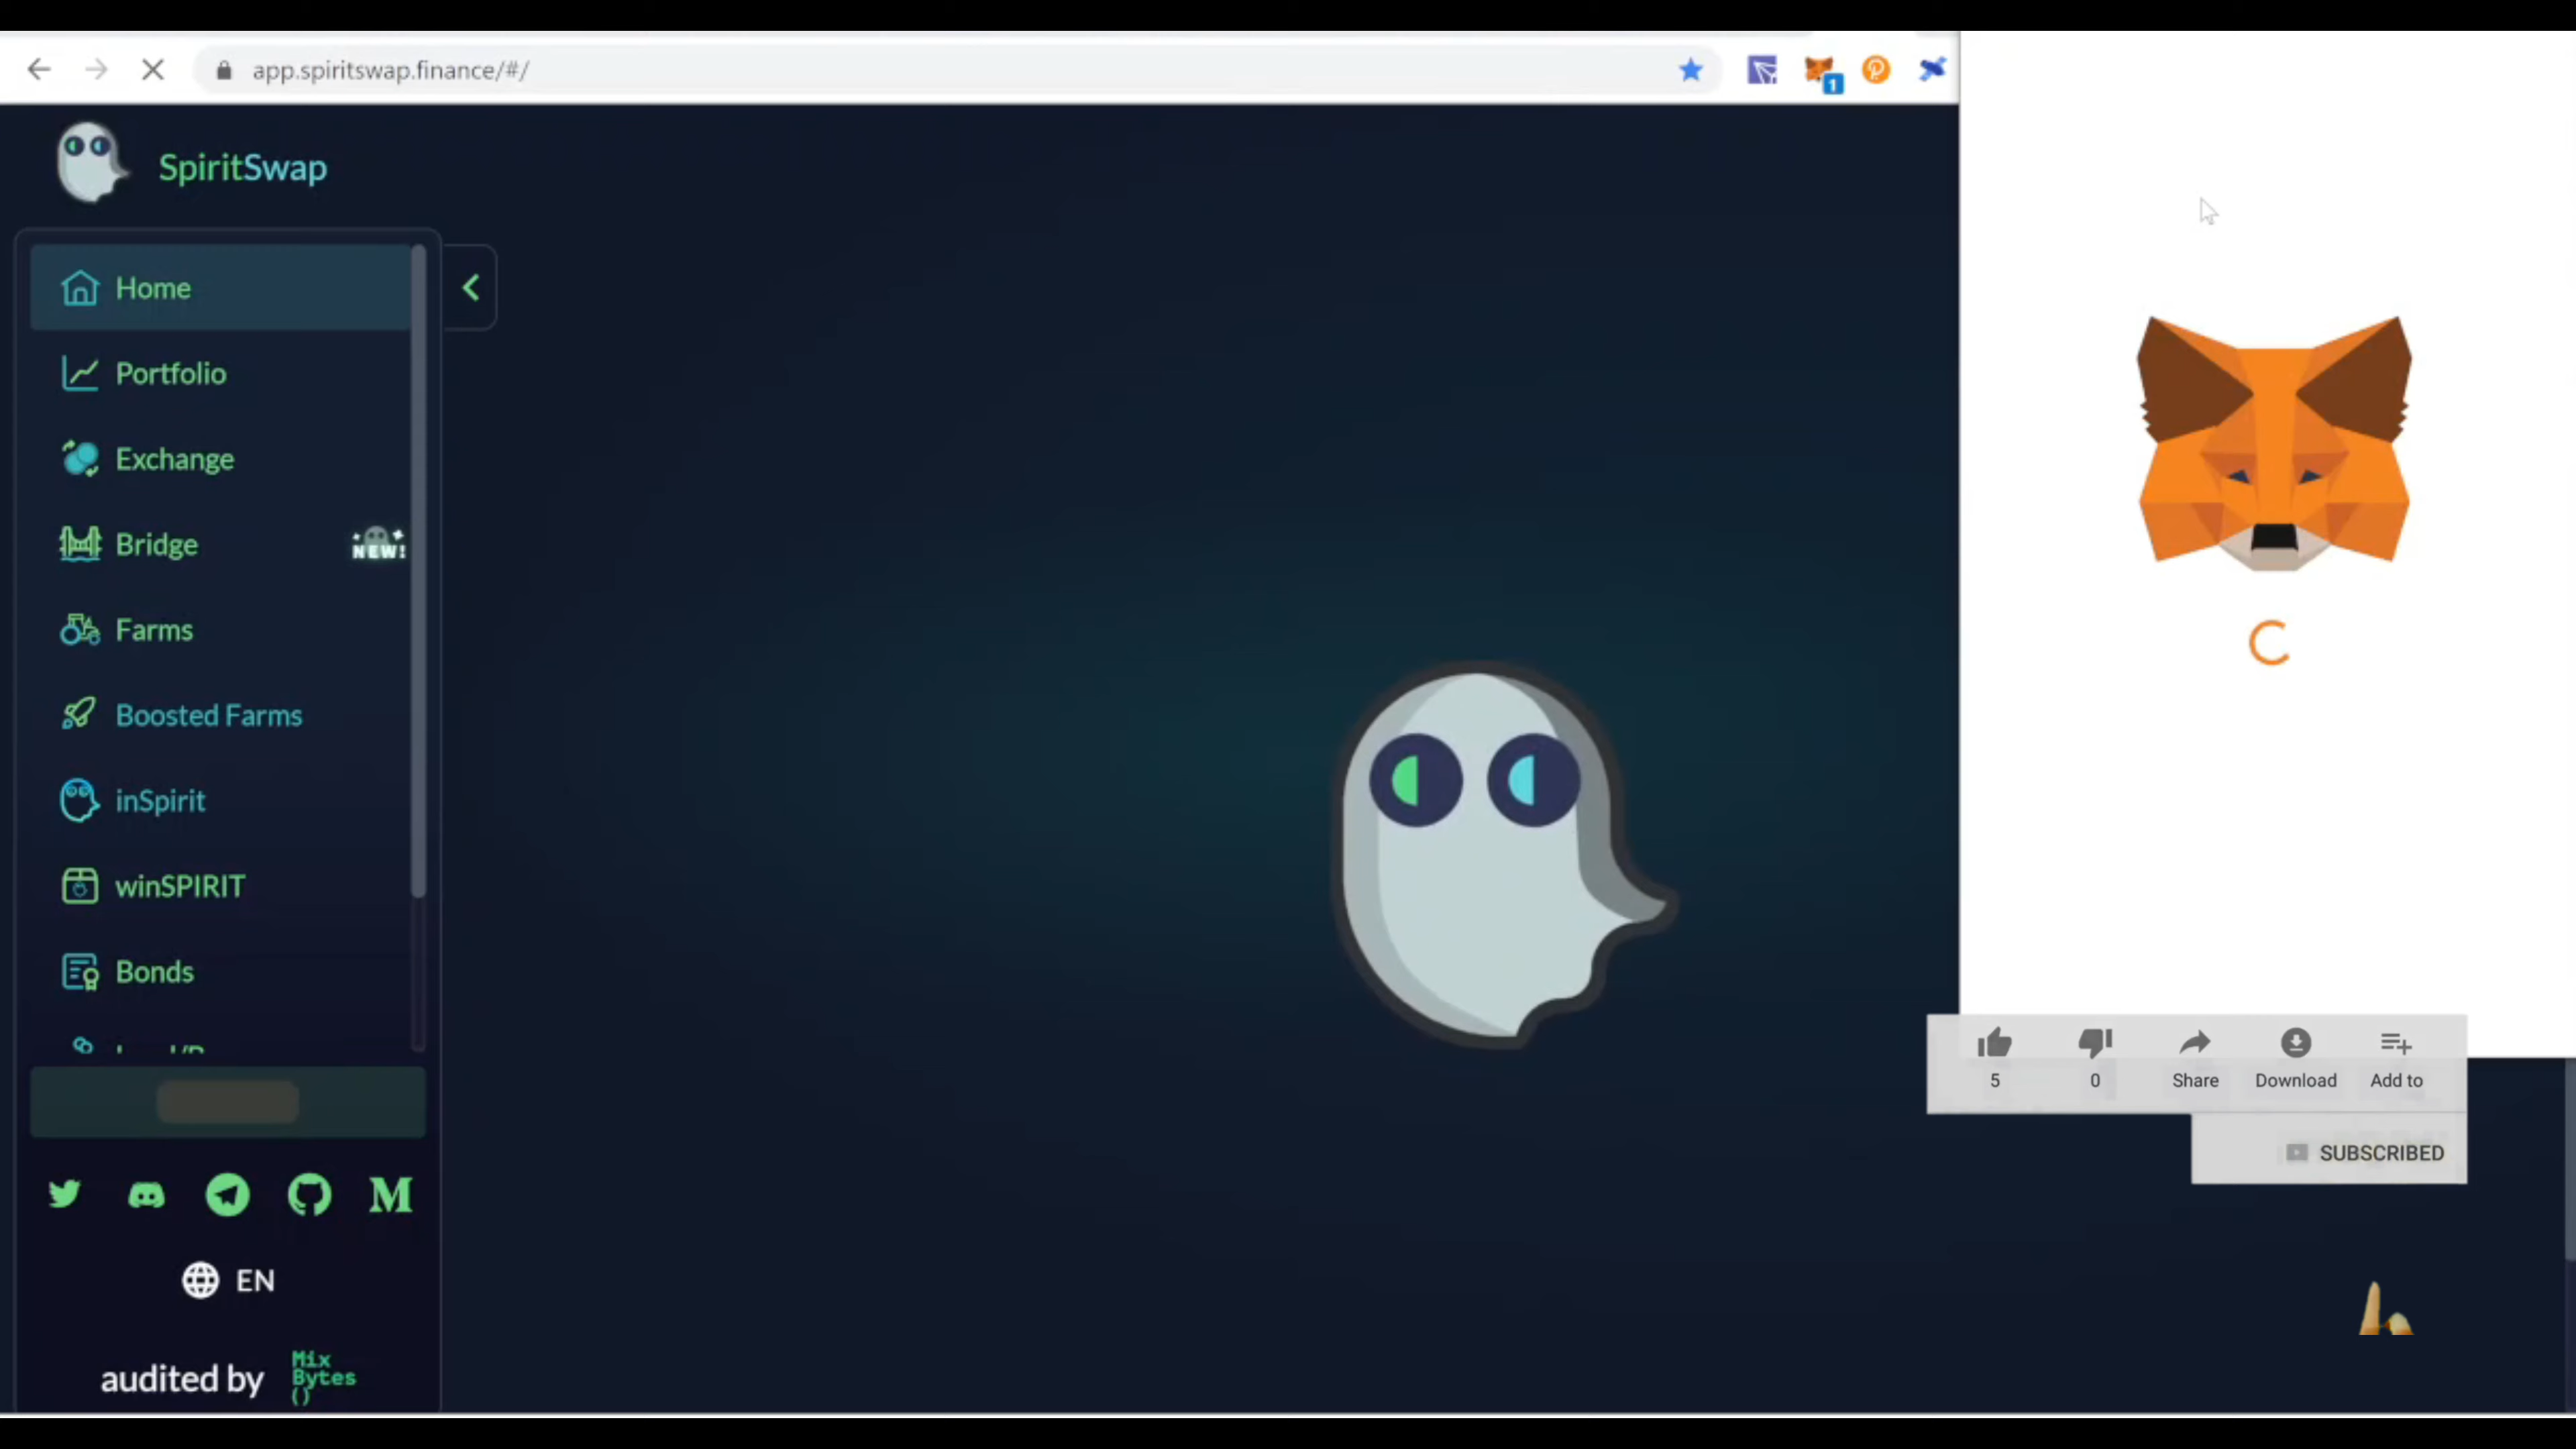 app.spiritswap.finance/#/
1
SpiritSwap
Home
Portfolio
Exchange
Bridge
NEW!
Farms
Boosted Farms
inSpirit
winSPIRIT
Bonds
EN
audited by
Mix
Bytes
()
5
0
Share
Download
Add to
SUBSCRIBED